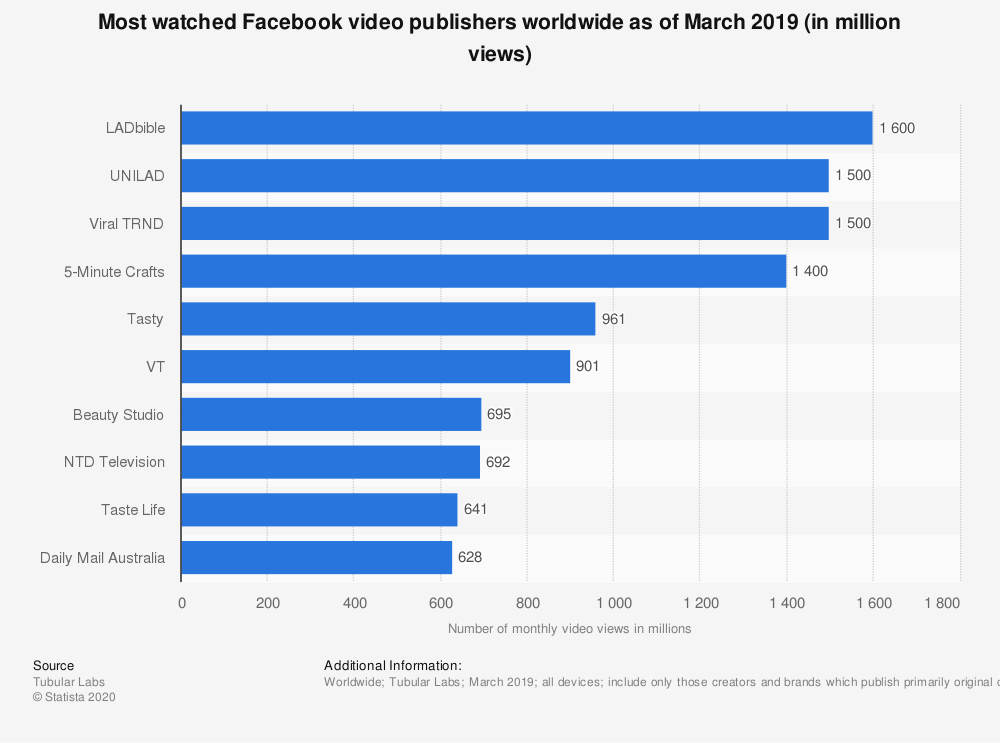 Most watched Facebook video publishers worldwide as of March 2019 (in million
views)
LADbible 1 600
UNILAD 1 500
Viral TRND 1 500
5-Minute Crafts 1 400
Tasty 961
VT 901
Beauty Studio 695
NTD Television 692
Taste Life 641
Daily Mail Australia 628
0 200 400 600 800 1 000 1 200 1 400 1 600 1 800
Number of monthly video views in millions
Source
Tubular Labs
© Statista 2020
Additional Information:
Worldwide; Tubular Labs; March 2019; all devices; include only those creators and brands which publish primarily original